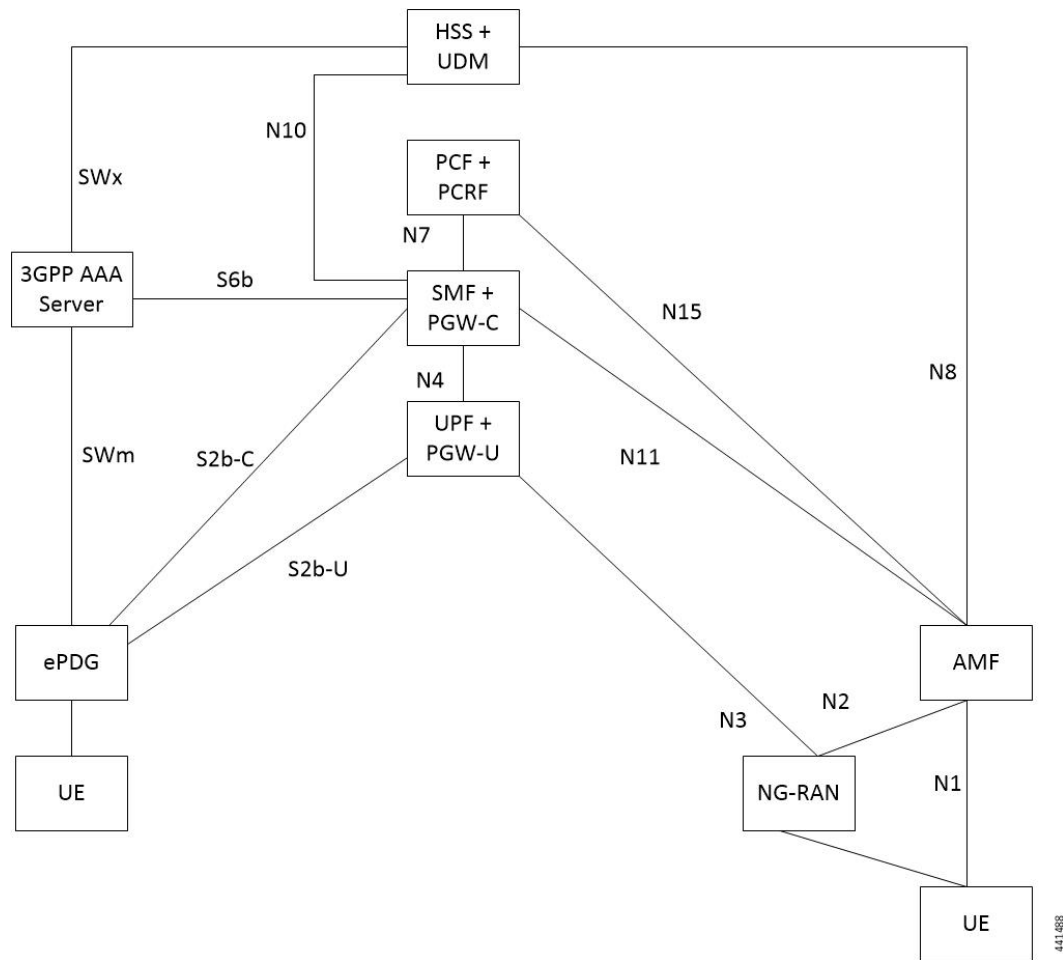 HSS +
UDM
N10
PCF +
PCRF
SWx
N7
3GPP AAA
Server
S6b
SMF +
PGW-C
N15
N8
N4
UPF +
PGW-U
SWm
S2b-C
N11
S2b-U
ePDG
AMF
N2
N3
UE
NG-RAN
N1
UE
441488